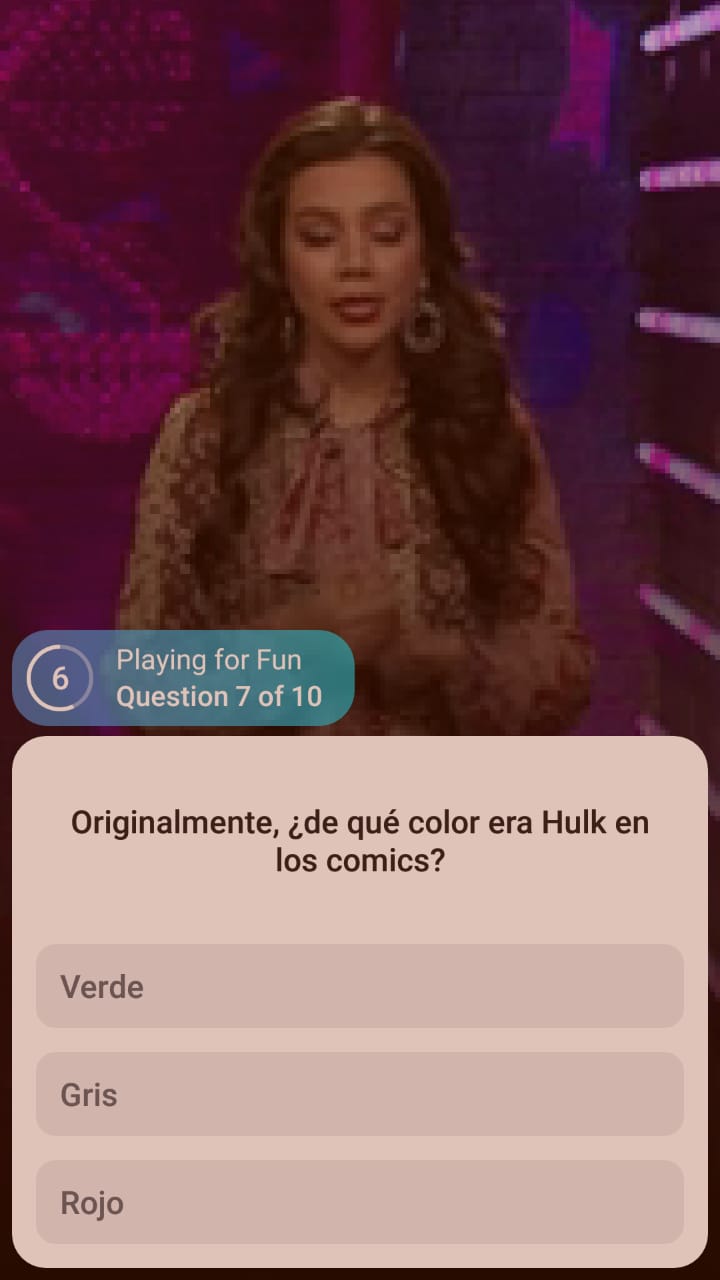 6
Playing for Fun
Question 7 of 10
Originalmente, ¿de qué color era Hulk en
los comics?
Verde
Gris
Rojo